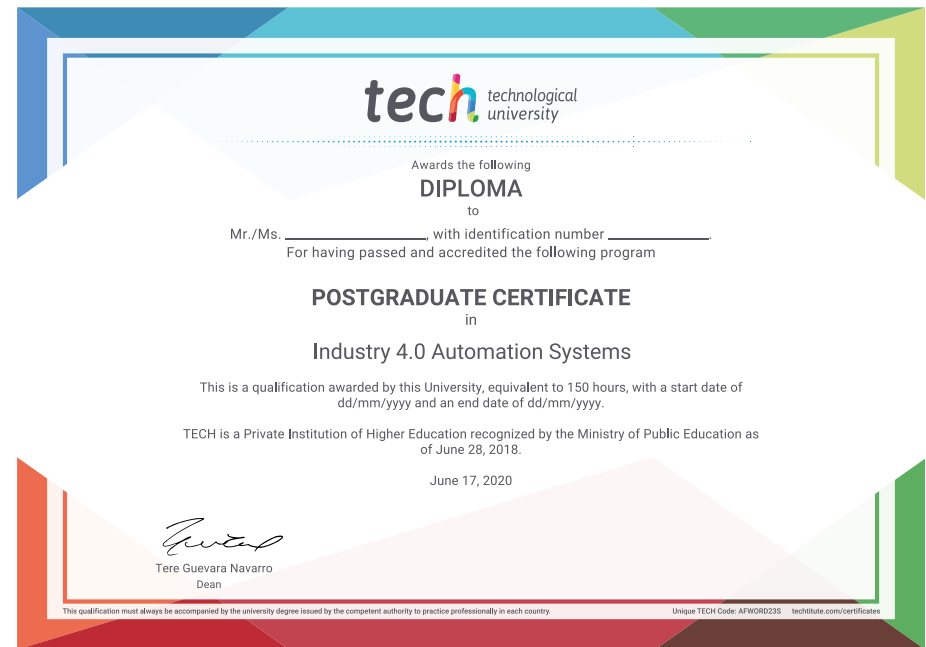 tech technological
university
Awards the following
DIPLOMA
to
Mr./Ms. ____________________, with identification number ______________.
For having passed and accredited the following program
POSTGRADUATE CERTIFICATE
in
Industry 4.0 Automation Systems
This is a qualification awarded by this University, equivalent to 150 hours, with a start date of
dd/mm/yyyy and an end date of dd/mm/yyyy.
TECH is a Private Institution of Higher Education recognized by the Ministry of Public Education as
of June 28, 2018.
June 17, 2020
Tere Guevara Navarro
Dean
This qualification must always be accompanied by the university degree issued by the competent authority to practice professionally in each country.
Unique TECH Code: AFWORD23S techtitute.com/certificates